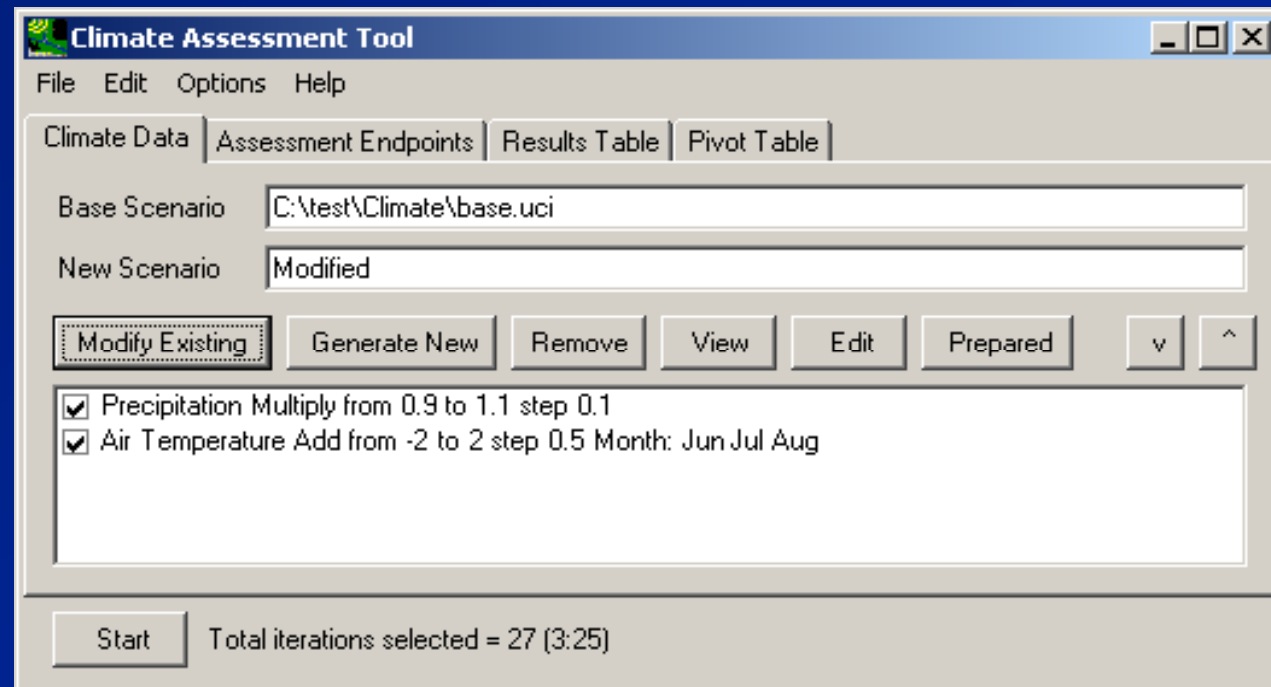 Climate Assessment Tool
File Edit Options Help
Climate Data Assessment Endpoints Results Table Pivot Table
Base Scenario C:\test\Climate\base.uci
New Scenario Modified
Modify Existing Generate New Remove View Edit Prepared v ^
Precipitation Multiply from 0.9 to 1.1 step 0.1
Air Temperature Add from -2 to 2 step 0.5 Month: Jun Jul Aug
Start Total iterations selected = 27 (3:25)